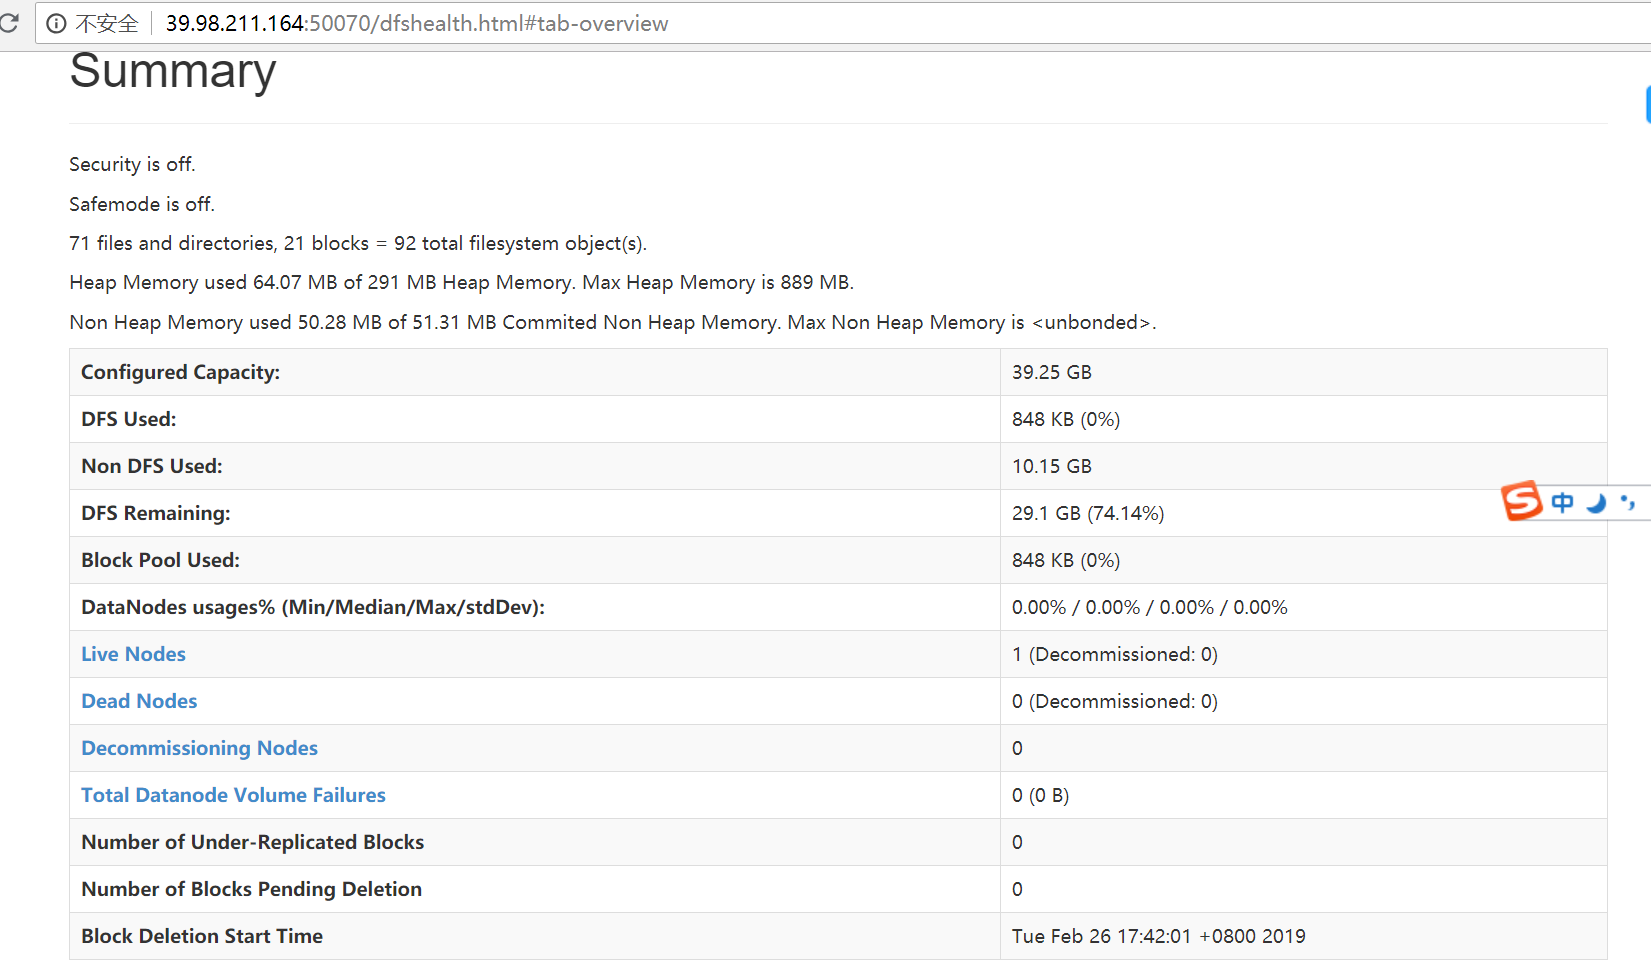 不安全 39.98.211.164:50070/dfshealth.html#tab-overview
Summary
Security is off.
Safemode is off.
71 files and directories, 21 blocks = 92 total filesystem object(s).
Heap Memory used 64.07 MB of 291 MB Heap Memory. Max Heap Memory is 889 MB.
Non Heap Memory used 50.28 MB of 51.31 MB Commited Non Heap Memory. Max Non Heap Memory is <unbonded>.
Configured Capacity: 39.25 GB
DFS Used: 848 KB (0%)
Non DFS Used: 10.15 GB
DFS Remaining: 29.1 GB (74.14%)
中
Block Pool Used: 848 KB (0%)
DataNodes usages% (Min/Median/Max/stdDev): 0.00% / 0.00% / 0.00% / 0.00%
Live Nodes 1 (Decommissioned: 0)
Dead Nodes 0 (Decommissioned: 0)
Decommissioning Nodes 0
Total Datanode Volume Failures 0 (0 B)
Number of Under-Replicated Blocks 0
Number of Blocks Pending Deletion 0
Block Deletion Start Time Tue Feb 26 17:42:01 +0800 2019